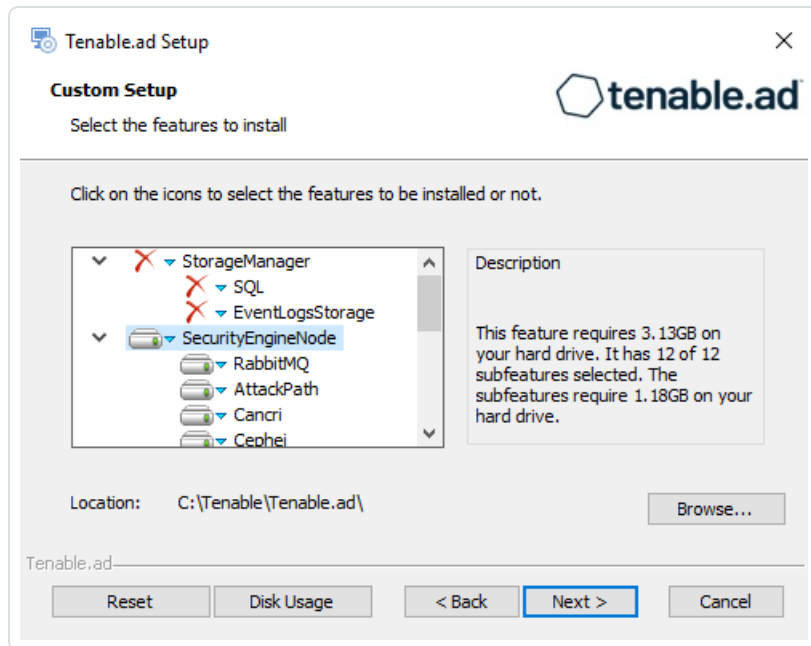 Tenable.ad Setup
Custom Setup
tenable.ad
Select the features to install
Click on the icons to select the features to be installed or not.
StorageManager
SQL
EventLogsStorage
SecurityEngineNode
RabbitMQ
AttackPath
Cancri
Cephei
Description
This feature requires 3.13GB on
your hard drive. It has 12 of 12
subfeatures selected. The
subfeatures require 1.18GB on your
hard drive.
Location: C:\Tenable\Tenable.ad\
Browse...
Tenable.ad
Reset Disk Usage < Back Next > Cancel